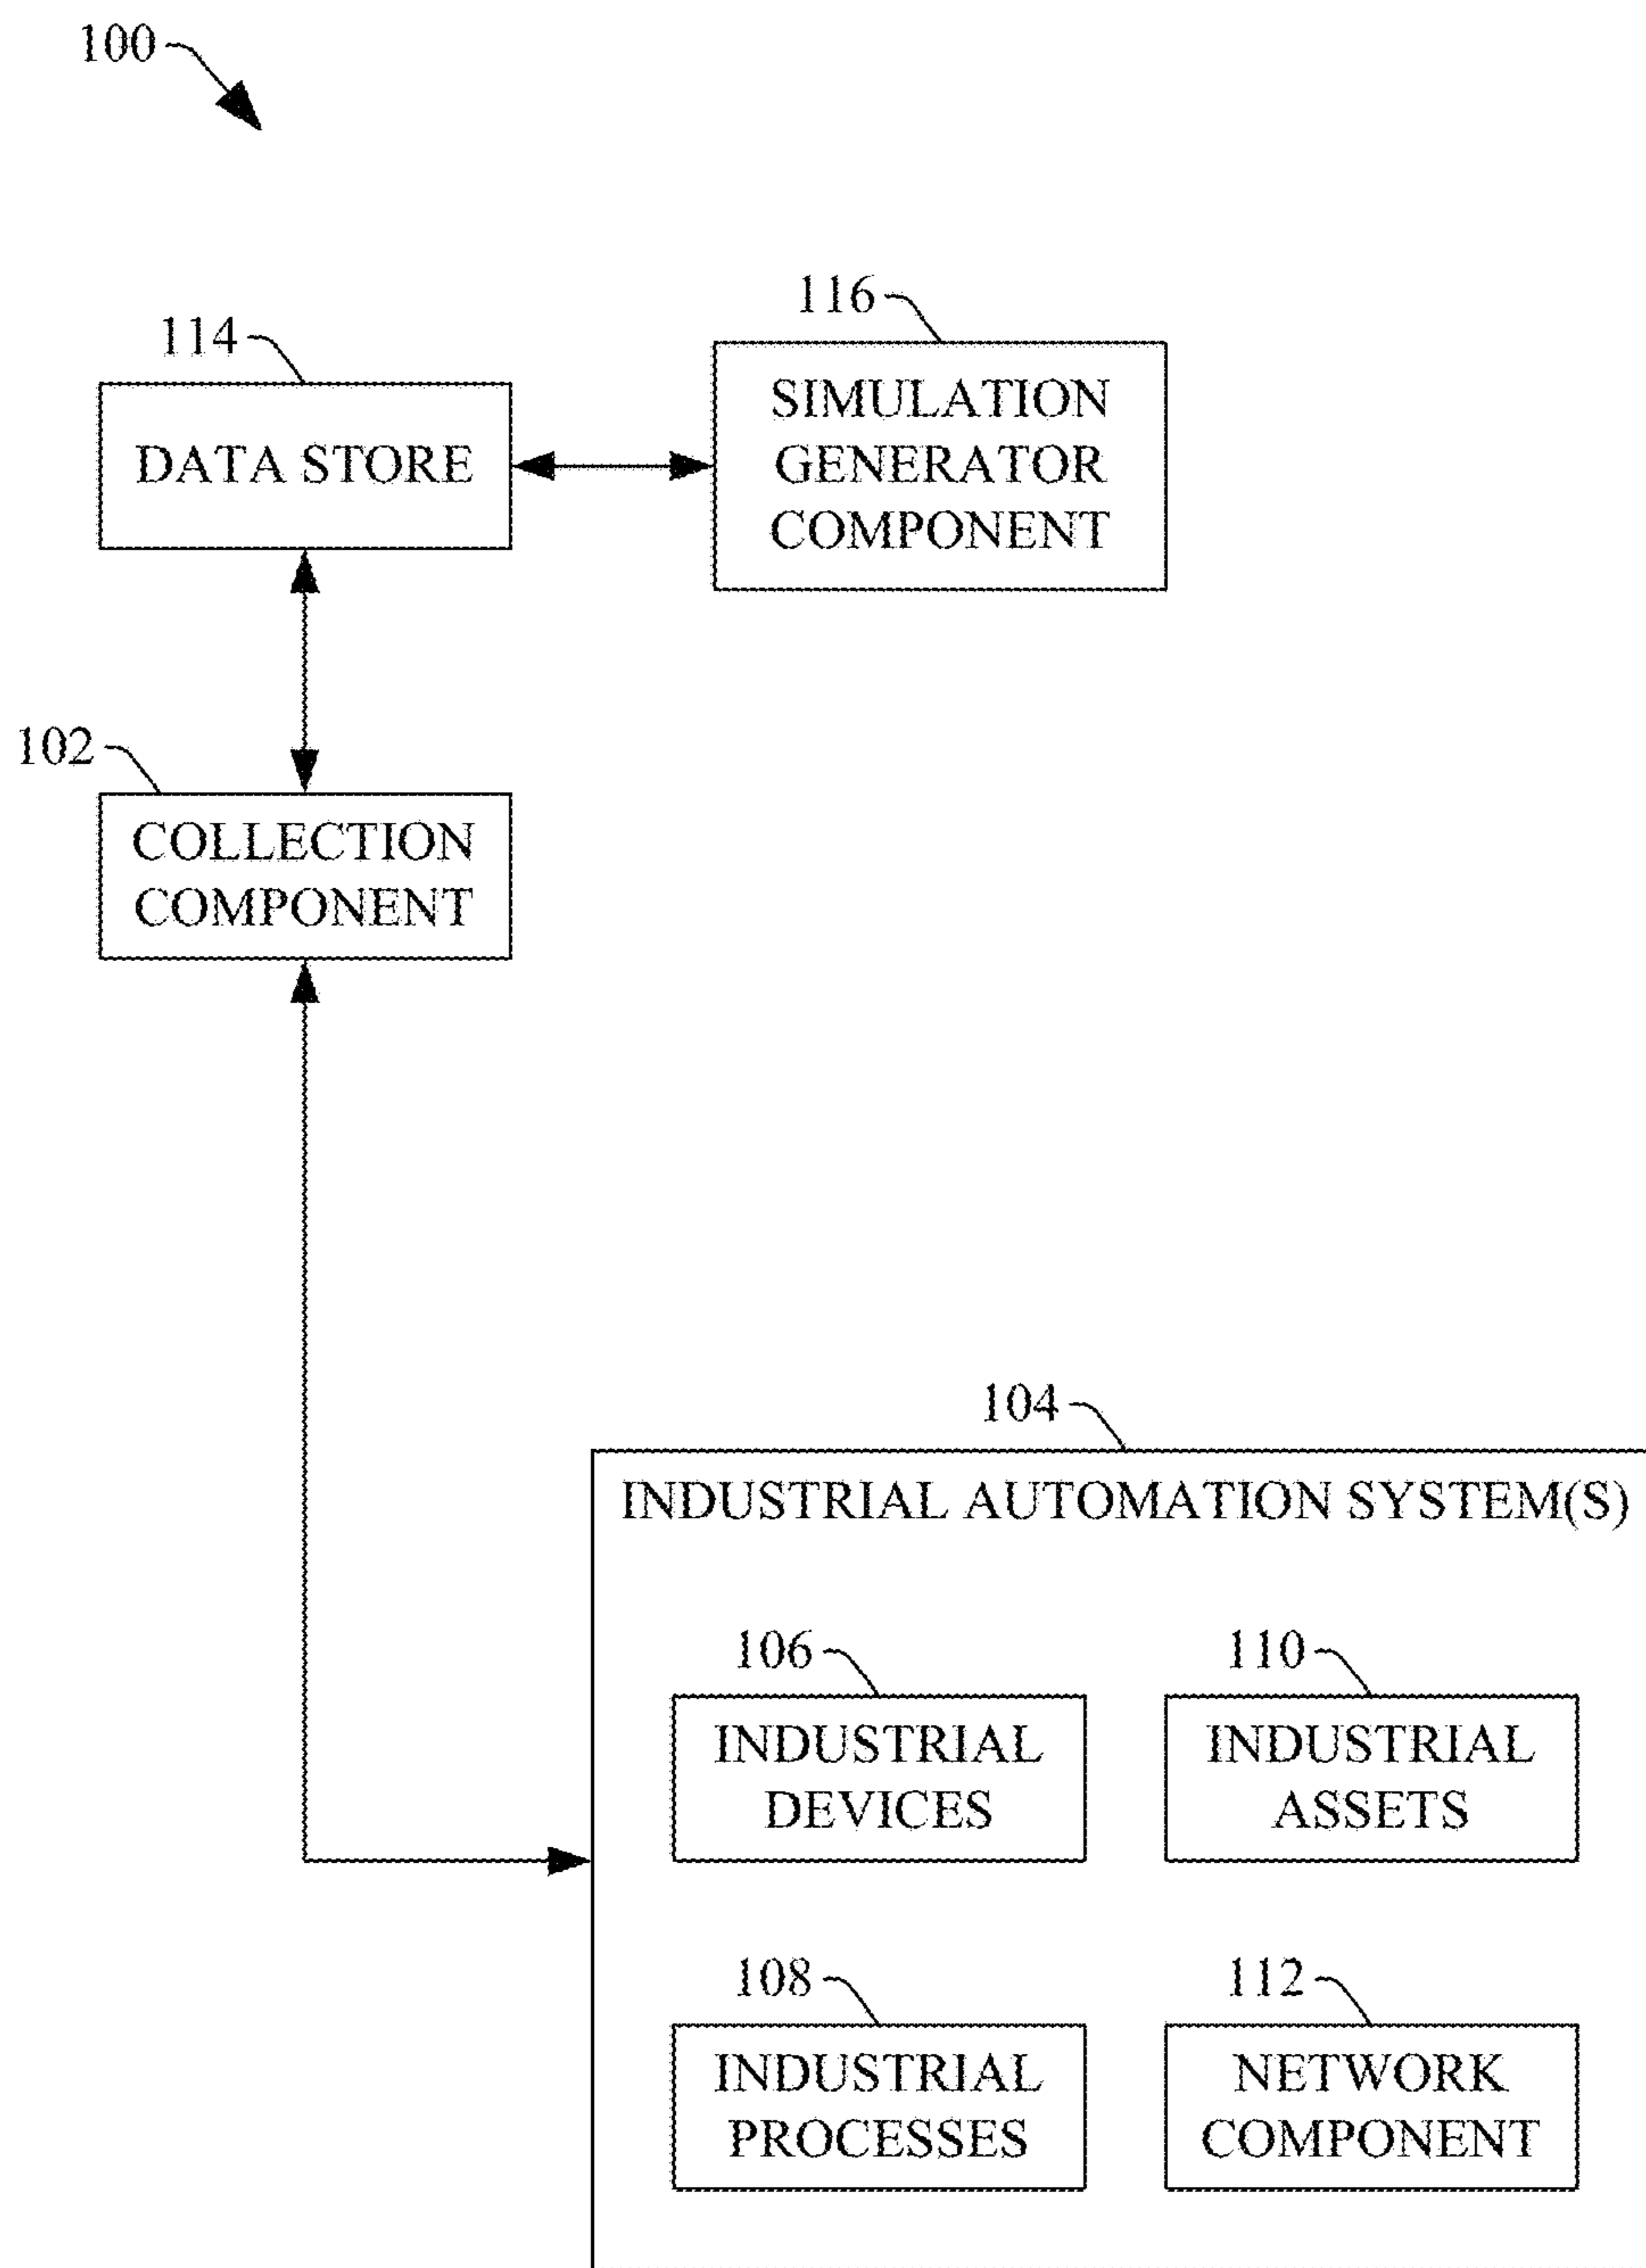 100
116
114
SIMULATION
GENERATOR
COMPONENT
DATA STORE
102
COLLECTION
COMPONENT
104
INDUSTRIAL AUTOMATION SYSTEM(S)
106
110
INDUSTRIAL
DEVICES
INDUSTRIAL
ASSETS
108
112
INDUSTRIAL
PROCESSES
NETWORK
COMPONENT